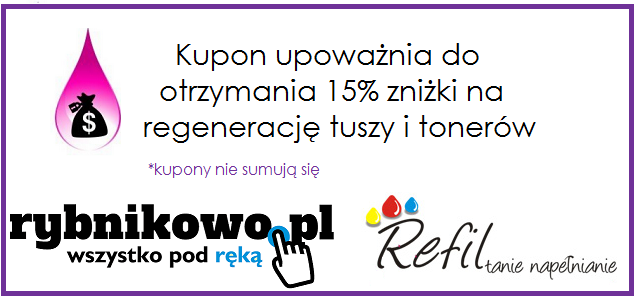 Kupon upoważnia do
otrzymania 15% zniżki na
regenerację tuszy i tonerów
*kupony nie sumują się
rybnikowo.pl
wszystko pod ręką
Refil
tanie napełnianie
$